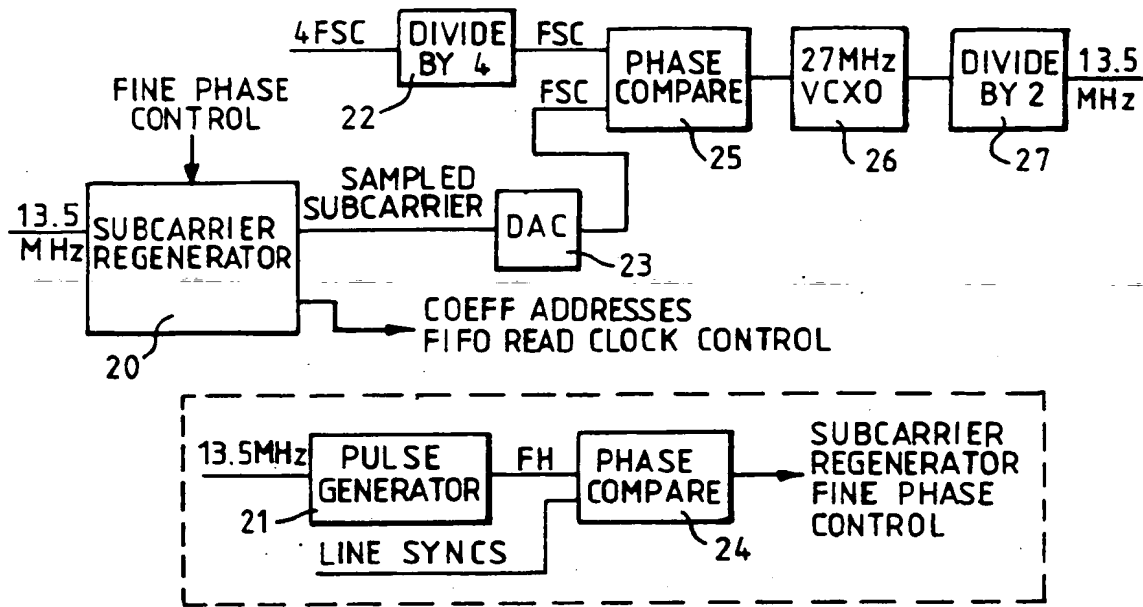 4FSC
DIVIDE
BY 4
22
FSC
FSC
PHASE
COMPARE
25
27MHz
VCXO
26
DIVIDE
BY 2
27
13.5
MHz
FINE PHASE
CONTROL
13.5
MHz
SUBCARRIER
REGENERATOR
20
SAMPLED
SUBCARRIER
DAC
23
COEFF ADDRESSES
FIFO READ CLOCK CONTROL
13.5MHz
PULSE
GENERATOR
21
FH
LINE SYNCS
PHASE
COMPARE
24
SUBCARRIER
REGENERATOR
FINE PHASE
CONTROL